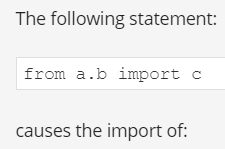 The following statement:
from a.b import c
causes the import of: